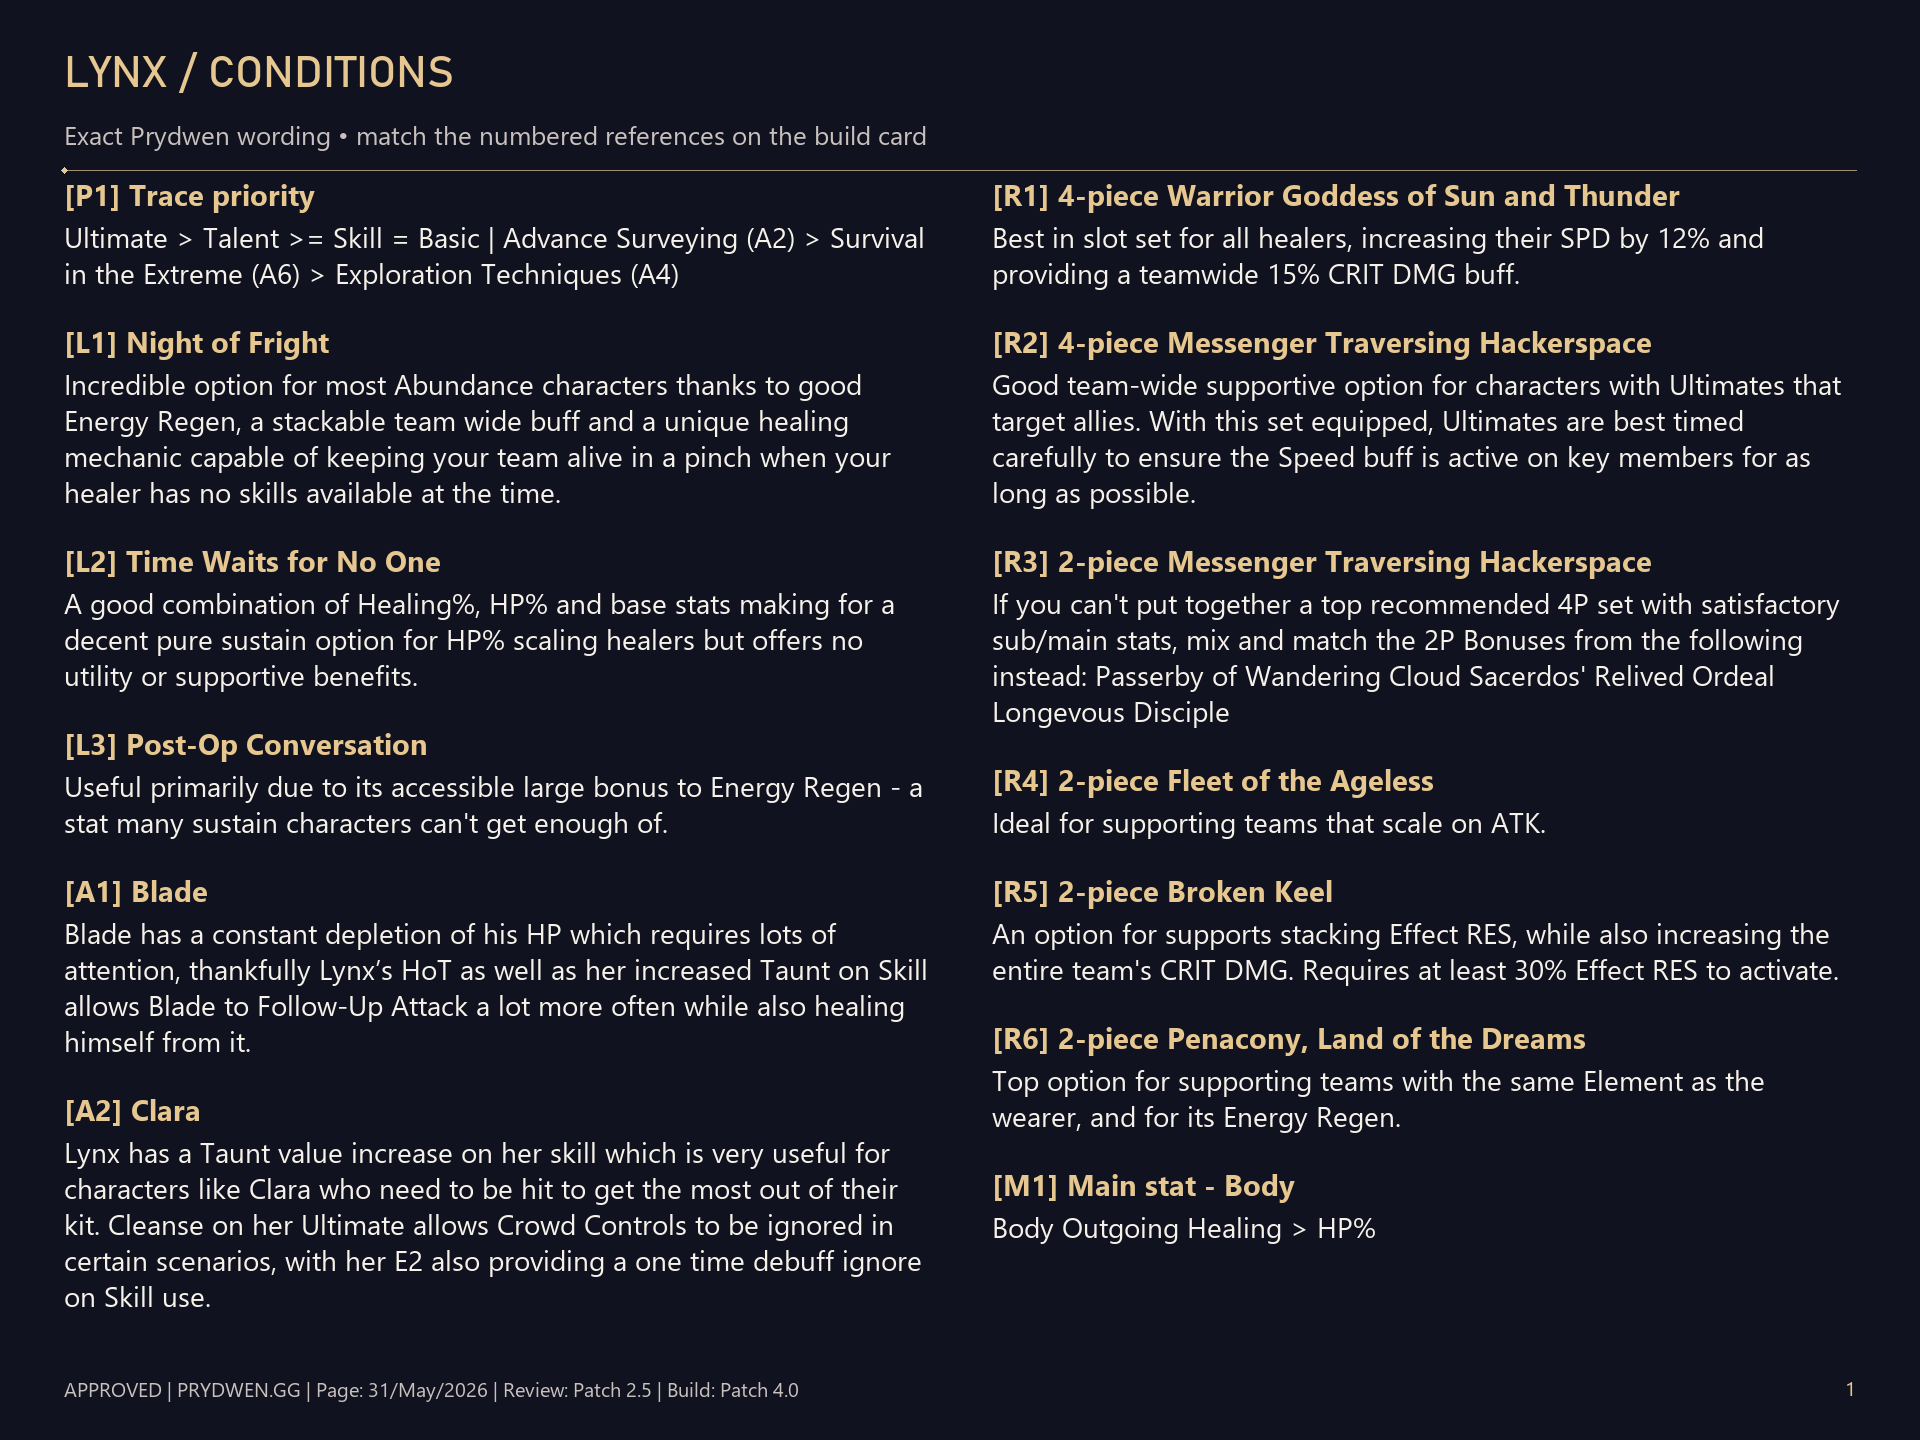 LYNX / CONDITIONS
Exact Prydwen wording • match the numbered references on the build card
[P1] Trace priority
Ultimate > Talent >= Skill = Basic | Advance Surveying (A2) > Survival
in the Extreme (A6) > Exploration Techniques (A4)
[L1] Night of Fright
Incredible option for most Abundance characters thanks to good
Energy Regen, a stackable team wide buff and a unique healing
mechanic capable of keeping your team alive in a pinch when your
healer has no skills available at the time.
[L2] Time Waits for No One
A good combination of Healing%, HP% and base stats making for a
decent pure sustain option for HP% scaling healers but offers no
utility or supportive benefits.
[L3] Post-Op Conversation
Useful primarily due to its accessible large bonus to Energy Regen - a
stat many sustain characters can't get enough of.
[A1] Blade
Blade has a constant depletion of his HP which requires lots of
attention, thankfully Lynx’s HoT as well as her increased Taunt on Skill
allows Blade to Follow-Up Attack a lot more often while also healing
himself from it.
[A2] Clara
Lynx has a Taunt value increase on her skill which is very useful for
characters like Clara who need to be hit to get the most out of their
kit. Cleanse on her Ultimate allows Crowd Controls to be ignored in
certain scenarios, with her E2 also providing a one time debuff ignore
on Skill use.
[R1] 4-piece Warrior Goddess of Sun and Thunder
Best in slot set for all healers, increasing their SPD by 12% and
providing a teamwide 15% CRIT DMG buff.
[R2] 4-piece Messenger Traversing Hackerspace
Good team-wide supportive option for characters with Ultimates that
target allies. With this set equipped, Ultimates are best timed
carefully to ensure the Speed buff is active on key members for as
long as possible.
[R3] 2-piece Messenger Traversing Hackerspace
If you can't put together a top recommended 4P set with satisfactory
sub/main stats, mix and match the 2P Bonuses from the following
instead: Passerby of Wandering Cloud Sacerdos' Relived Ordeal
Longevous Disciple
[R4] 2-piece Fleet of the Ageless
Ideal for supporting teams that scale on ATK.
[R5] 2-piece Broken Keel
An option for supports stacking Effect RES, while also increasing the
entire team's CRIT DMG. Requires at least 30% Effect RES to activate.
[R6] 2-piece Penacony, Land of the Dreams
Top option for supporting teams with the same Element as the
wearer, and for its Energy Regen.
[M1] Main stat - Body
Body Outgoing Healing > HP%
APPROVED | PRYDWEN.GG | Page: 31/May/2026 | Review: Patch 2.5 | Build: Patch 4.0
1